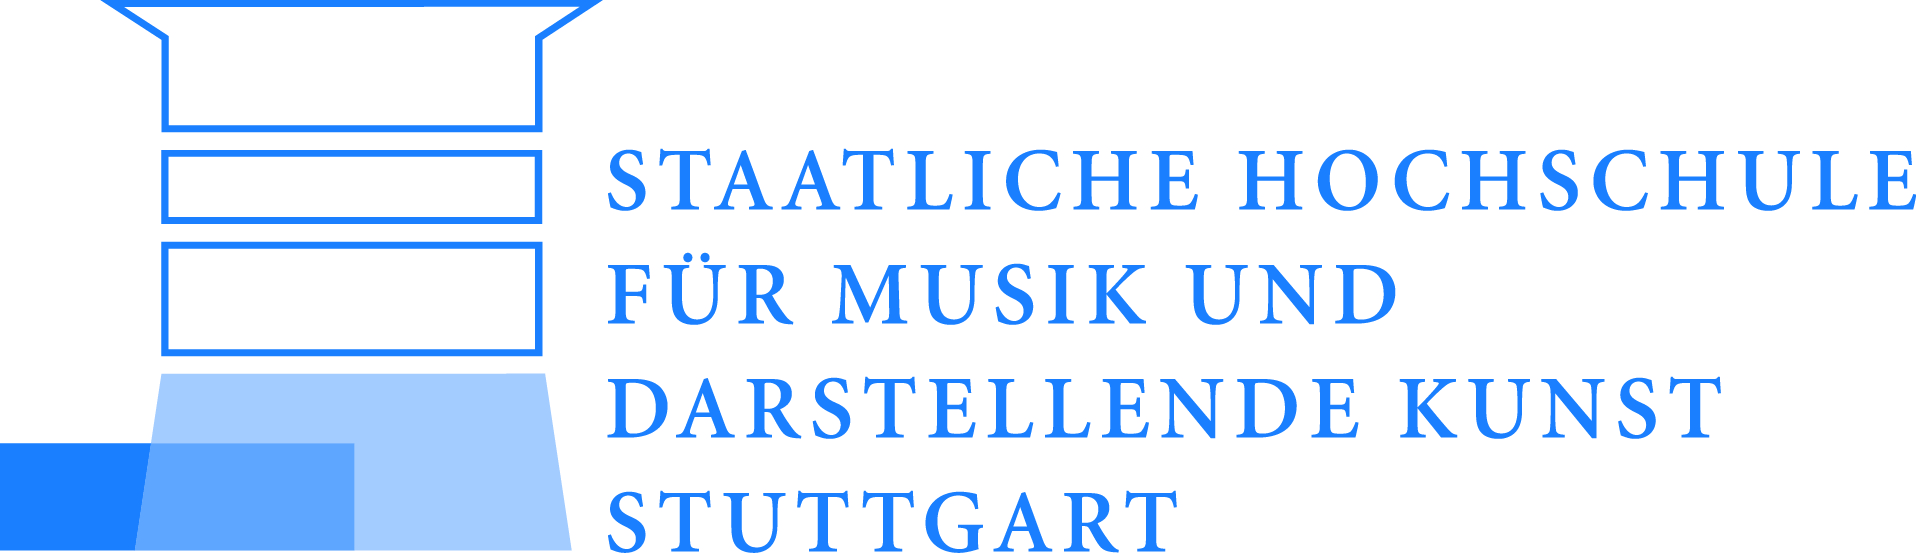 STAATLICHE HOCHSCHULE
FÜR MUSIK UND
DARSTELLENDE KUNST
STUTTGART